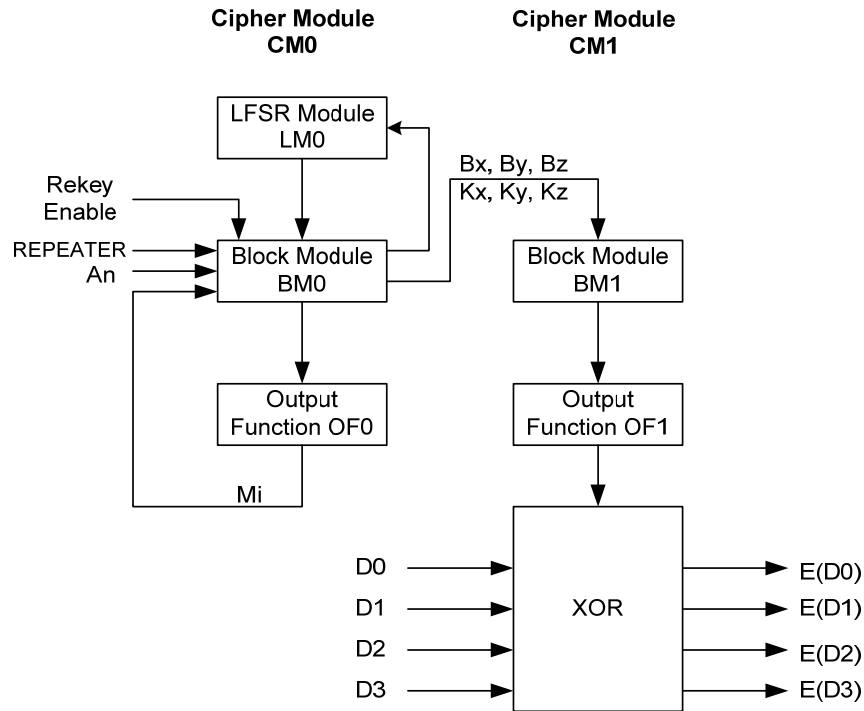 Cipher Module
CM0
Cipher Module
CM1
LFSR Module
LM0
Bx, By, Bz
Kx, Ky, Kz
Rekey
Enable
REPEATER
An
Block Module
BM0
Block Module
BM1
Output
Function OF0
Output
Function OF1
Mi
D0
D1
D2
D3
XOR
E(D0)
E(D1)
E(D2)
E(D3)